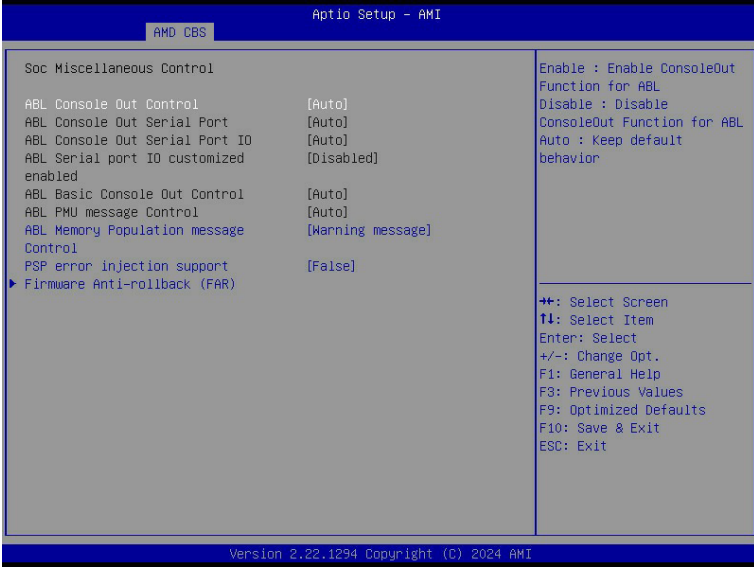 Aptio Setup – AMI
AMD CBS
Soc Miscellaneous Control
ABL Console Out Control [Auto]
ABL Console Out Serial Port [Auto]
ABL Console Out Serial Port IO [Auto]
ABL Serial port IO customized [Disabled]
enabled
ABL Basic Console Out Control [Auto]
ABL PMU message Control [Auto]
ABL Memory Population message [Warning message]
Control
PSP error injection support [False]
Firmware Anti-rollback (FAR)
Enable : Enable ConsoleOut
Function for ABL
Disable : Disable
ConsoleOut Function for ABL
Auto : Keep default
behavior
→←: Select Screen
↑↓: Select Item
Enter: Select
+/-: Change Opt.
F1: General Help
F3: Previous Values
F9: Optimized Defaults
F10: Save & Exit
ESC: Exit
Version 2.22.1294 Copyright (C) 2024 AMI